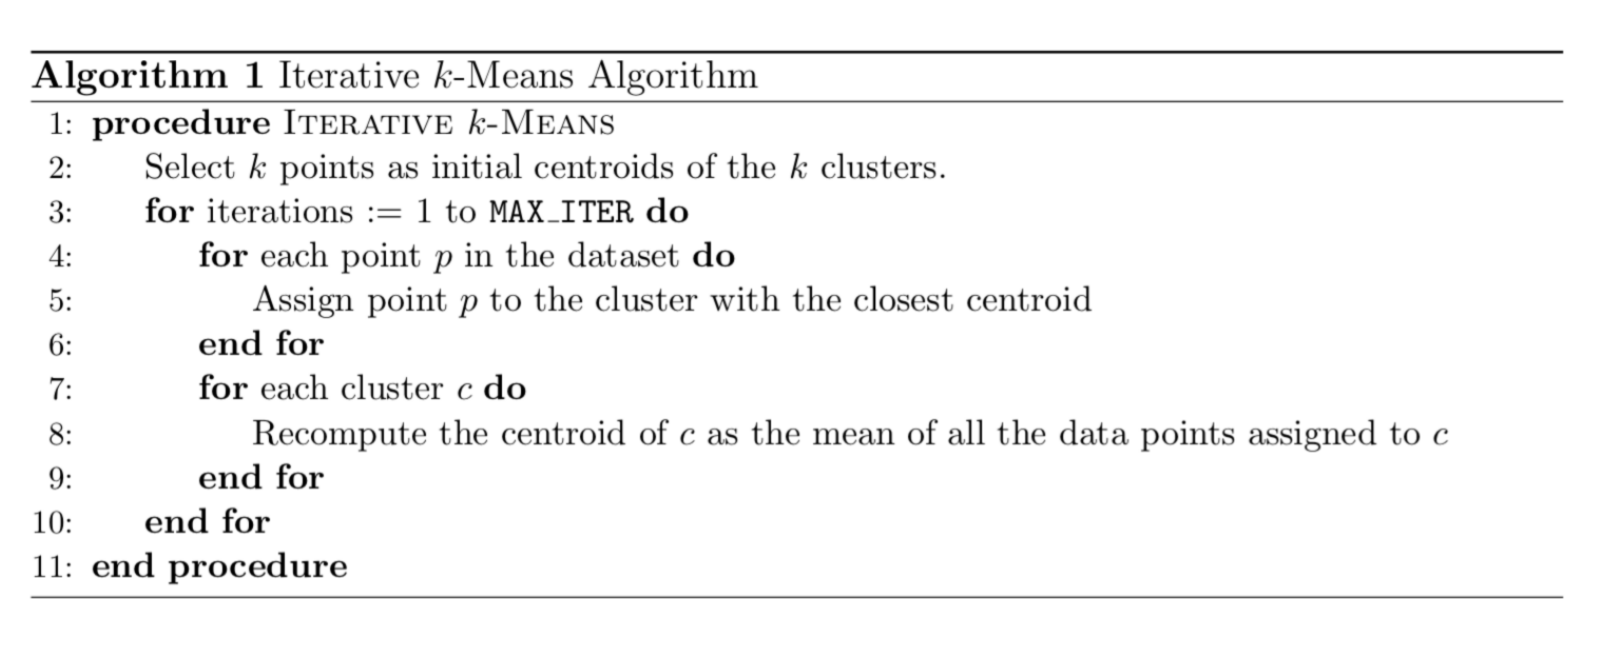 Algorithm 1 Iterative k-Means Algorithm
1: procedure Iterative k-Means
2: Select k points as initial centroids of the k clusters.
3: for iterations := 1 to MAX_ITER do
4: for each point p in the dataset do
5: Assign point p to the cluster with the closest centroid
6: end for
7: for each cluster c do
8: Recompute the centroid of c as the mean of all the data points assigned to c
9: end for
10: end for
11: end procedure